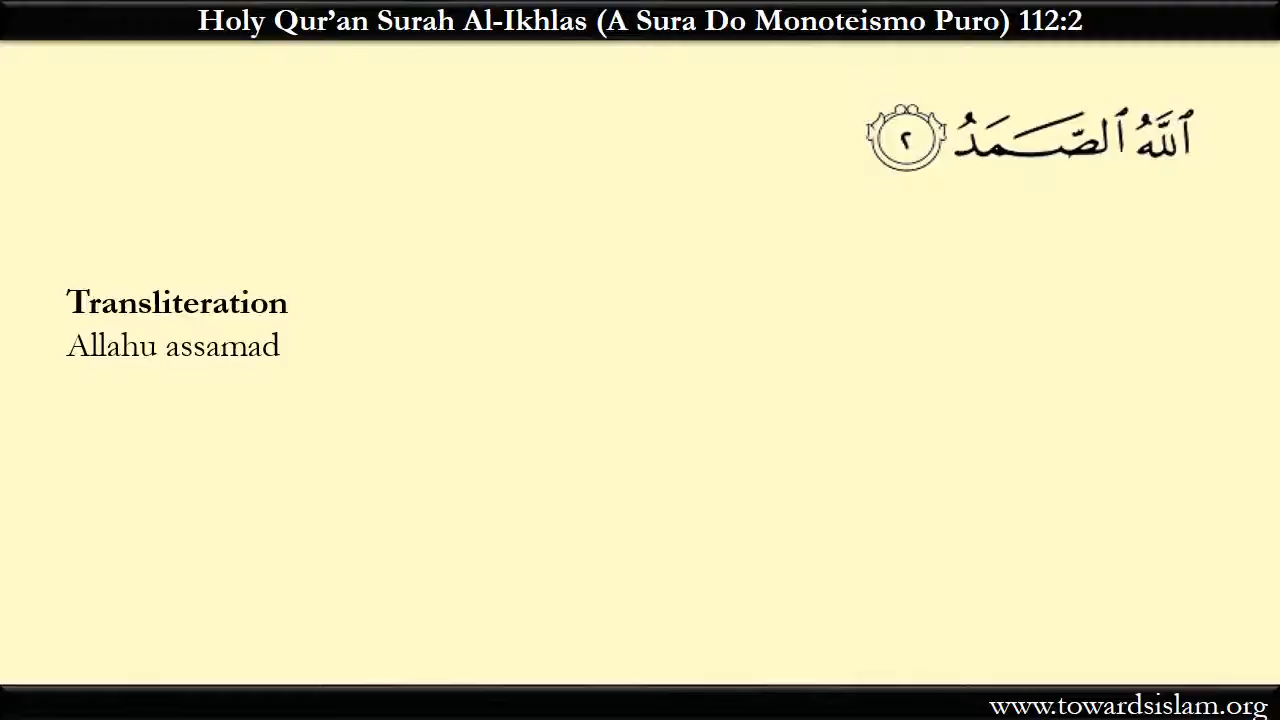 Holy Qur’an Surah Al-Ikhlas (A Sura Do Monoteismo Puro) 112:2
ٱللَّهُ ٱلصَّمَدُ ٢
Transliteration
Allahu assamad
www.towardsislam.org